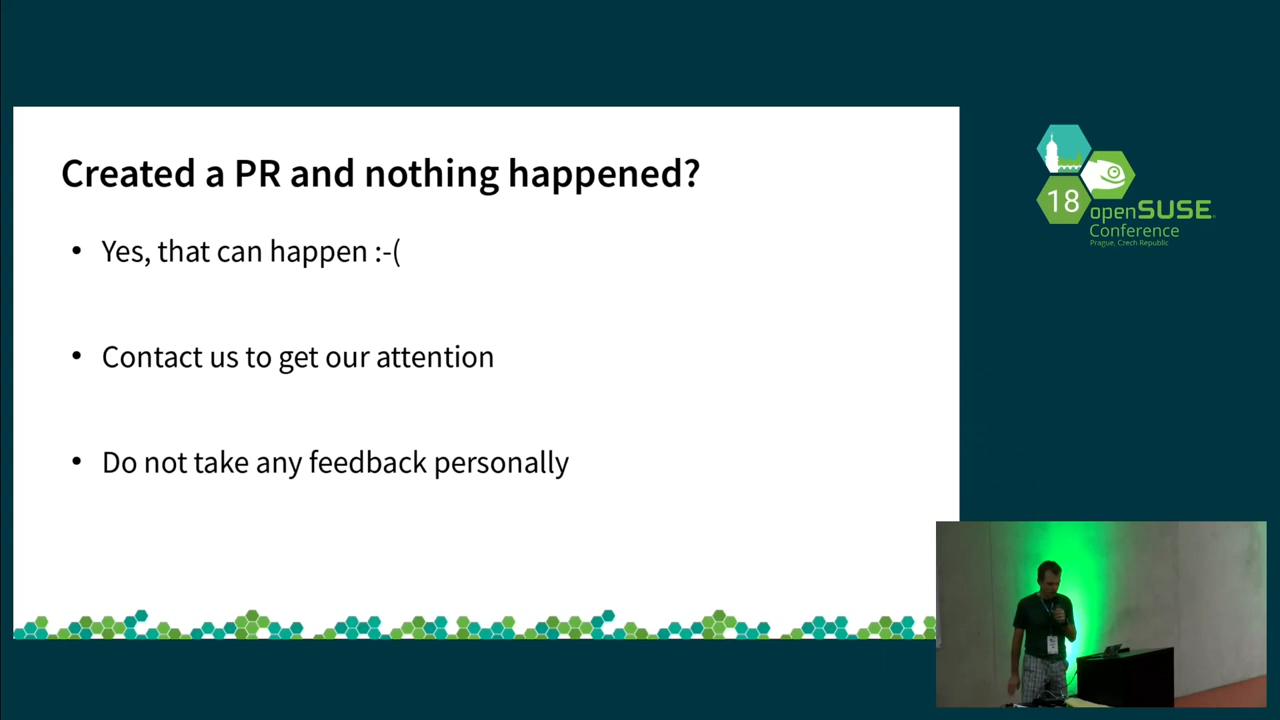 Created a PR and nothing happened?
• Yes, that can happen :-(
• Contact us to get our attention
• Do not take any feedback personally
18
openSUSE
Conference
Prague, Czech Republic